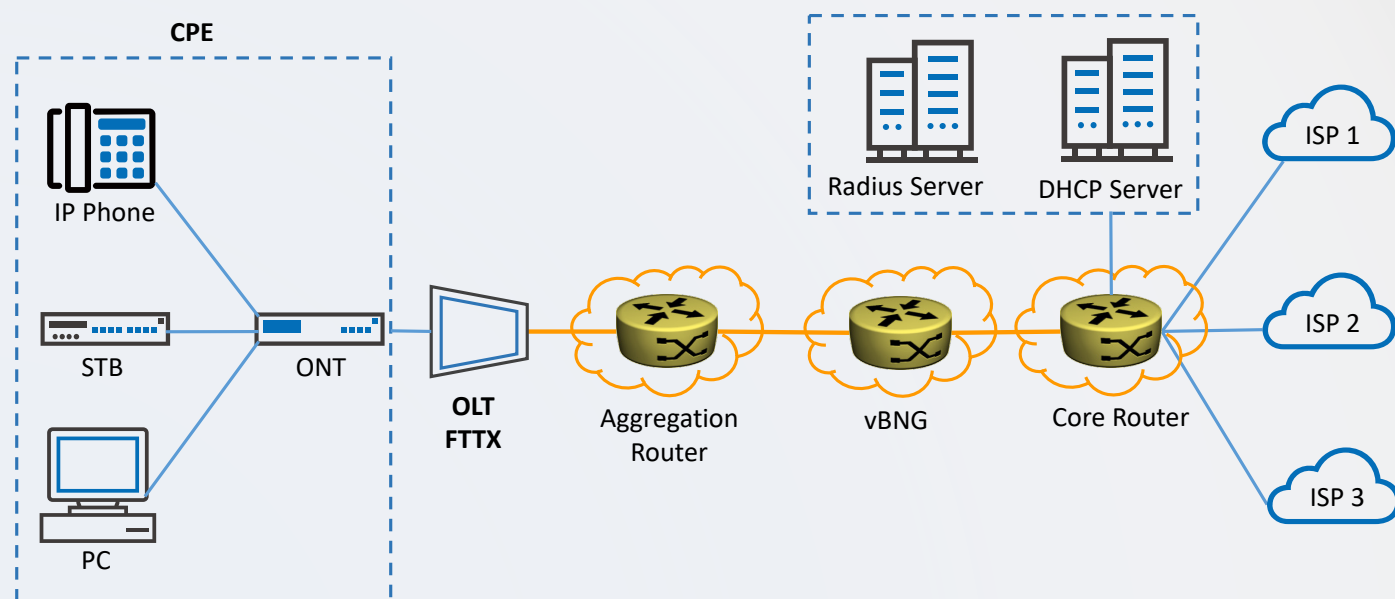 CPE
IP Phone
STB
ONT
PC
OLT
FTTX
Aggregation
Router
vBNG
Core Router
Radius Server
DHCP Server
ISP 1
ISP 2
ISP 3